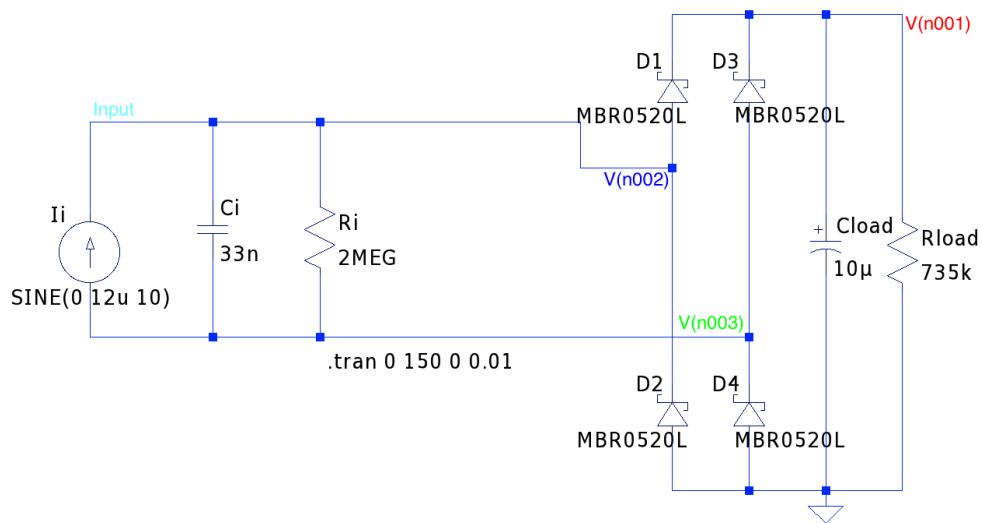 V(n001)
D1
D3
MBR0520L
MBR0520L
Input
V(n002)
Ii
Ci
33n
Ri
2MEG
SINE(0 12u 10)
+
Cload
10µ
Rload
735k
V(n003)
.tran 0 150 0 0.01
D2
D4
MBR0520L
MBR0520L